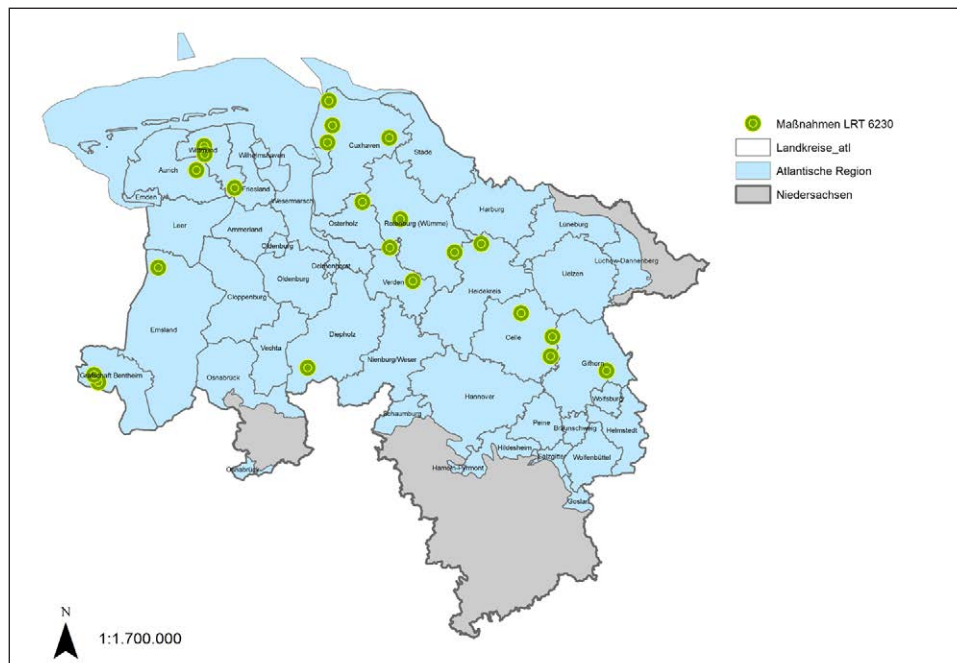 Maßnahmen LRT 6230
Landkreise_atl
Atlantische Region
Niedersachsen
Cuxhaven
Stade
Wittmund
Wilhelmshaven
Aurich
Friesland
Emden
Wesermarsch
Leer
Ammerland
Osterholz
Rotenburg (Wümme)
Harburg
Lüneburg
Oldenburg
Delmenhorst
Lüchow-Dannenberg
Uelzen
Oldenburg
Verden
Heidekreis
Cloppenburg
Emsland
Diepholz
Celle
Vechta
Nienburg/Weser
Gifhorn
Grafschaft Bentheim
Osnabrück
Hannover
Wolfsburg
Schaumburg
Peine
Braunschweig
Helmstedt
Hildesheim
Salzgitter
Wolfenbüttel
Osnabrück
Hameln-Pyrmont
Goslar
N
1:1.700.000